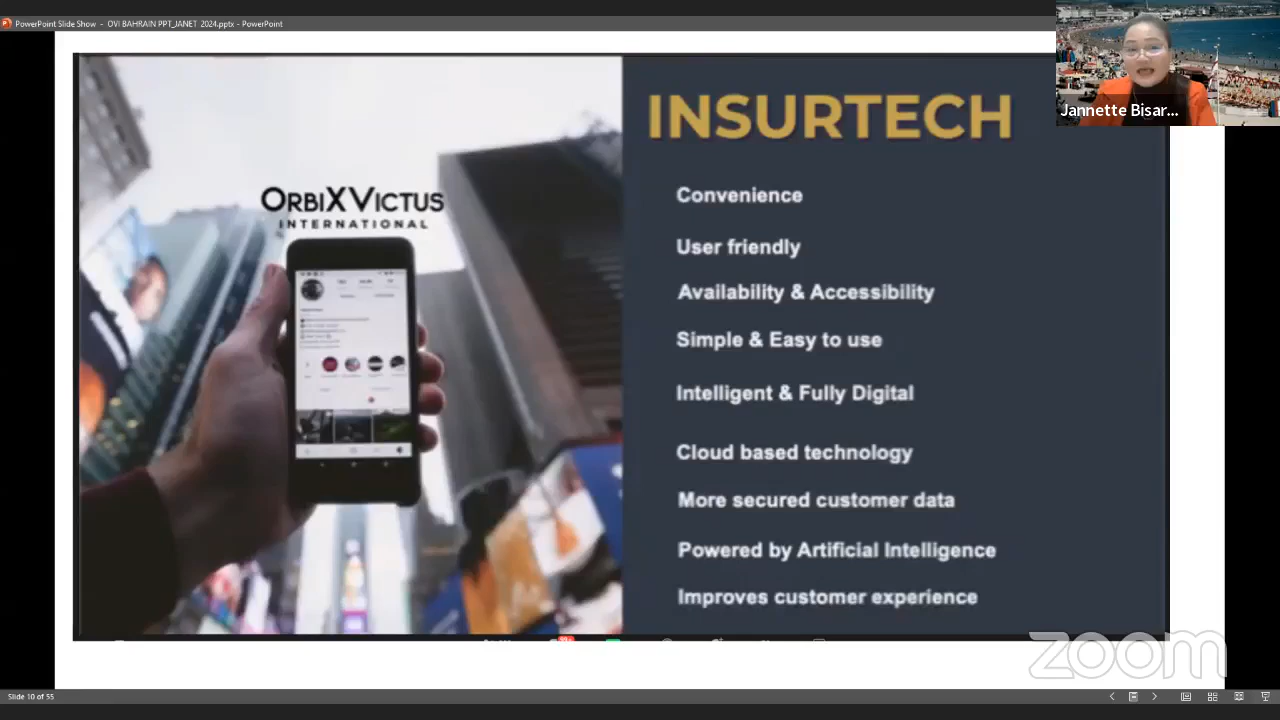 PowerPoint Slide Show - OVI BAHRAIN PPT_JANET 2024.pptx - PowerPoint
Jannette Bisar...
INSURTECH
ORBIXVICTUS
INTERNATIONAL
Convenience
User friendly
Availability & Accessibility
Simple & Easy to use
Intelligent & Fully Digital
Cloud based technology
More secured customer data
Powered by Artificial Intelligence
Improves customer experience
99+
zoom
Slide 10 of 55